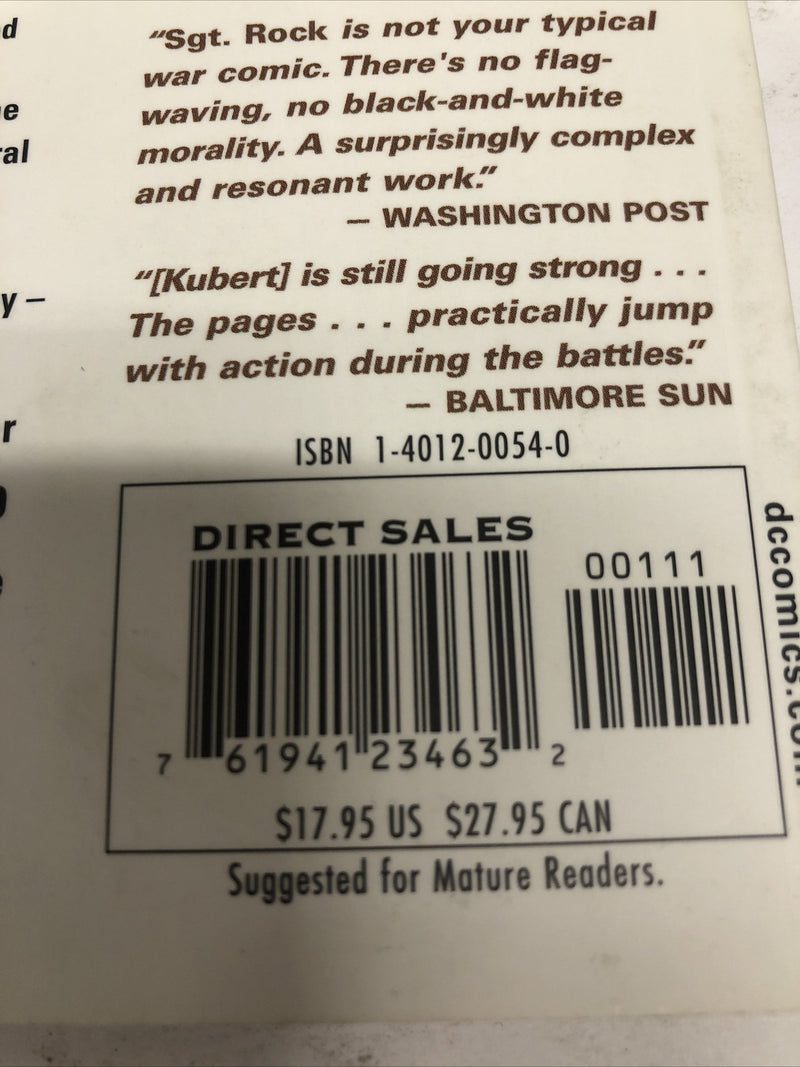 d
e
ral
y –
r
e
"Sgt. Rock is not your typical
war comic. There's no flag-
waving, no black-and-white
morality. A surprisingly complex
and resonant work."
– WASHINGTON POST
"[Kubert] is still going strong . . .
The pages . . . practically jump
with action during the battles."
– BALTIMORE SUN
ISBN 1-4012-0054-0
DIRECT SALES
00111
7 61941 23463 2
$17.95 US $27.95 CAN
Suggested for Mature Readers.
dccomics.com